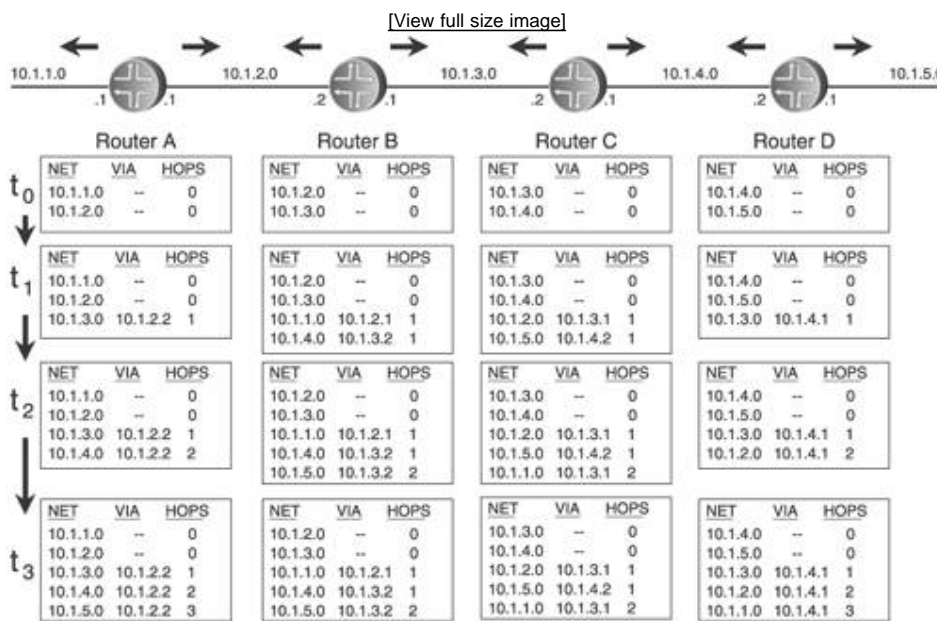 [View full size image]
10.1.1.0 10.1.2.0 10.1.3.0 10.1.4.0 10.1.5.0
.1 .1 .2 .1 .2 .1 .2 .1
Router A Router B Router C Router D
t0
NET VIA HOPS
10.1.1.0 -- 0
10.1.2.0 -- 0
NET VIA HOPS
10.1.2.0 -- 0
10.1.3.0 -- 0
NET VIA HOPS
10.1.3.0 -- 0
10.1.4.0 -- 0
NET VIA HOPS
10.1.4.0 -- 0
10.1.5.0 -- 0
t1
NET VIA HOPS
10.1.1.0 -- 0
10.1.2.0 -- 0
10.1.3.0 10.1.2.2 1
NET VIA HOPS
10.1.2.0 -- 0
10.1.3.0 -- 0
10.1.1.0 10.1.2.1 1
10.1.4.0 10.1.3.2 1
NET VIA HOPS
10.1.3.0 -- 0
10.1.4.0 -- 0
10.1.2.0 10.1.3.1 1
10.1.5.0 10.1.4.2 1
NET VIA HOPS
10.1.4.0 -- 0
10.1.5.0 -- 0
10.1.3.0 10.1.4.1 1
t2
NET VIA HOPS
10.1.1.0 -- 0
10.1.2.0 -- 0
10.1.3.0 10.1.2.2 1
10.1.4.0 10.1.2.2 2
NET VIA HOPS
10.1.2.0 -- 0
10.1.3.0 -- 0
10.1.1.0 10.1.2.1 1
10.1.4.0 10.1.3.2 1
10.1.5.0 10.1.3.2 2
NET VIA HOPS
10.1.3.0 -- 0
10.1.4.0 -- 0
10.1.2.0 10.1.3.1 1
10.1.5.0 10.1.4.2 1
10.1.1.0 10.1.3.1 2
NET VIA HOPS
10.1.4.0 -- 0
10.1.5.0 -- 0
10.1.3.0 10.1.4.1 1
10.1.2.0 10.1.4.1 2
t3
NET VIA HOPS
10.1.1.0 -- 0
10.1.2.0 -- 0
10.1.3.0 10.1.2.2 1
10.1.4.0 10.1.2.2 2
10.1.5.0 10.1.2.2 3
NET VIA HOPS
10.1.2.0 -- 0
10.1.3.0 -- 0
10.1.1.0 10.1.2.1 1
10.1.4.0 10.1.3.2 1
10.1.5.0 10.1.3.2 2
NET VIA HOPS
10.1.3.0 -- 0
10.1.4.0 -- 0
10.1.2.0 10.1.3.1 1
10.1.5.0 10.1.4.2 1
10.1.1.0 10.1.3.1 2
NET VIA HOPS
10.1.4.0 -- 0
10.1.5.0 -- 0
10.1.3.0 10.1.4.1 1
10.1.2.0 10.1.4.1 2
10.1.1.0 10.1.4.1 3